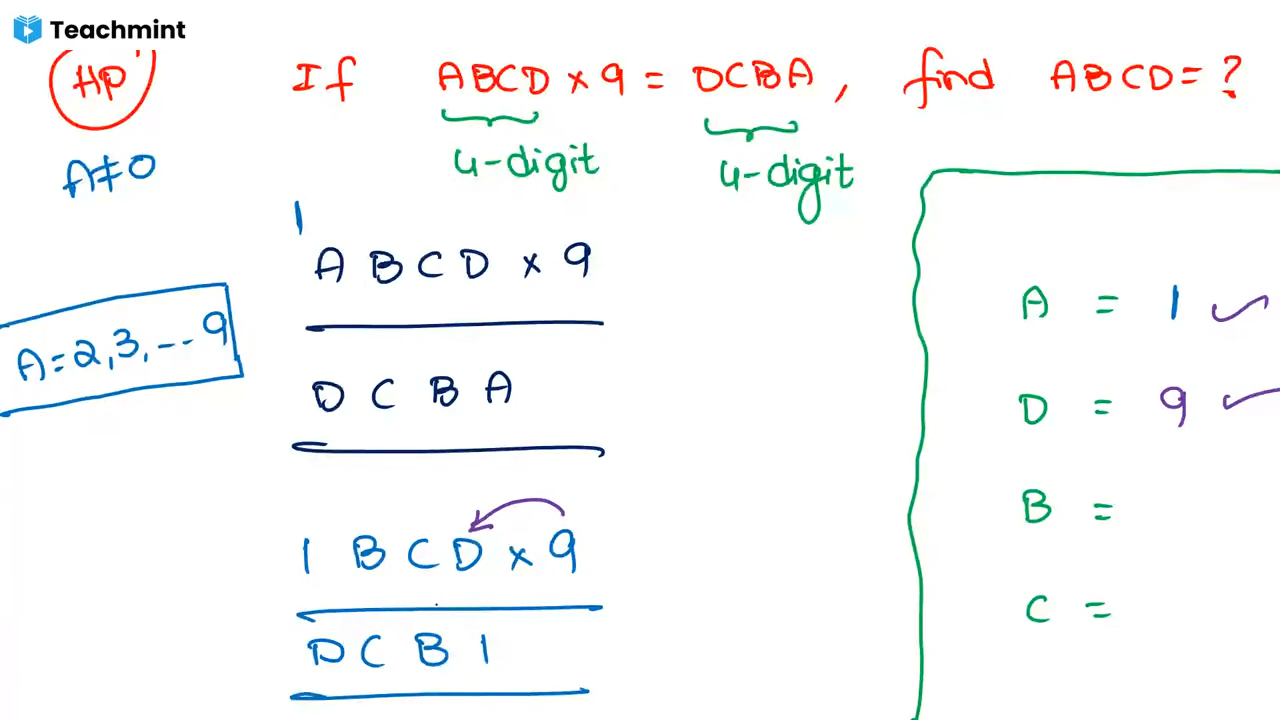 Teachmint
HP
If ABCD × 9 = DCBA, find ABCD = ?
4-digit 4-digit
A≠0
1
A B C D × 9
A = 1 ✓
A=2,3,... 9
D C B A
D = 9 ✓
B =
1 B C D × 9
C =
D C B 1